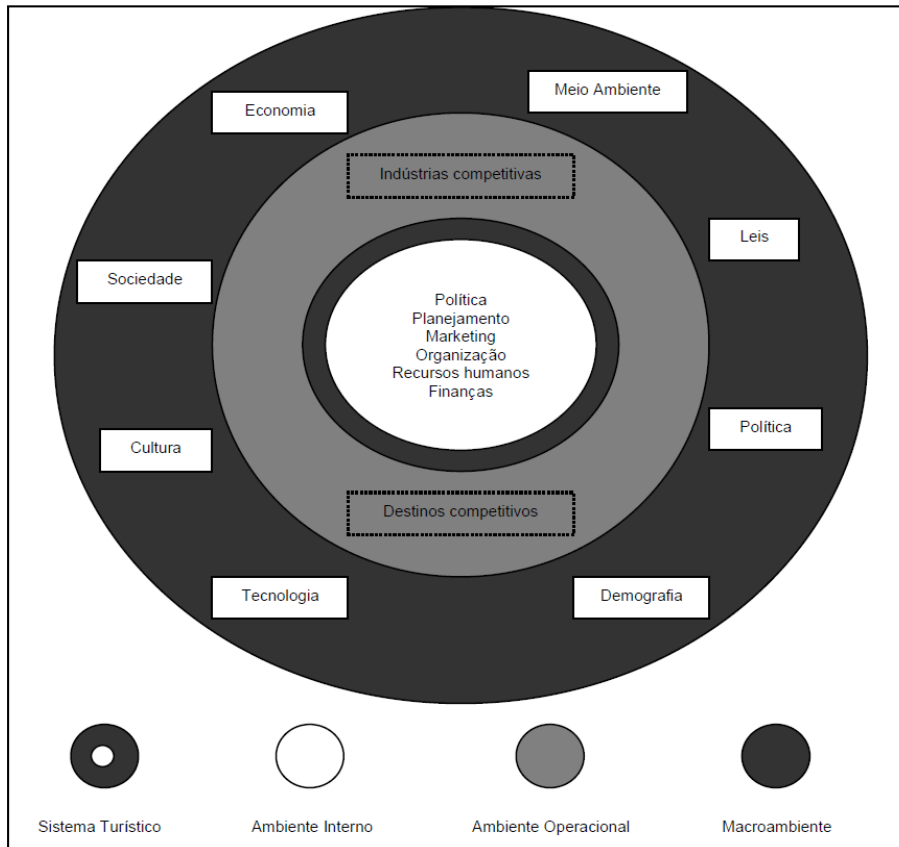 Meio Ambiente
Economia
Indústrias competitivas
Leis
Sociedade
Política
Planejamento
Marketing
Organização
Recursos humanos
Finanças
Política
Cultura
Destinos competitivos
Tecnologia
Demografia
Sistema Turístico
Ambiente Interno
Ambiente Operacional
Macroambiente